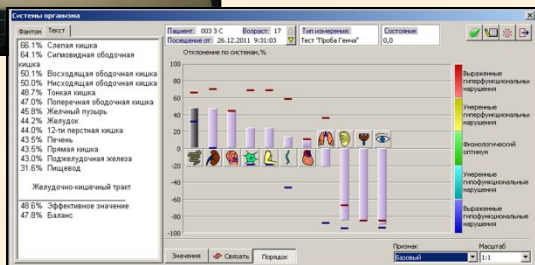 Системы организма
Фантом Текст
66.1% Слепая кишка
64.1% Сигмовидная ободочная
кишка
50.1% Восходящая ободочная кишка
50.0% Нисходящая ободочная кишка
48.7% Тонкая кишка
47.0% Поперечная ободочная кишка
45.8% Желчный пузырь
44.2% Желудок
44.0% 12-ти перстная кишка
43.5% Печень
43.5% Прямая кишка
43.0% Поджелудочная железа
31.6% Пищевод
Желудочно-кишечный тракт
48.6% Эффективное значение
47.8% Баланс
Пациент: 003 З С Возраст: 17
Посещение от: 26.12.2011 9:31:03
Тип измерения:
Тест "Проба Генча"
Состояние
0,0
Отклонение по системам,%
100
80
60
40
20
0
-20
-40
-60
-80
-100
Выраженные
гиперфункциональные
нарушения
Умеренные
гиперфункциональные
нарушения
Физиологический
оптимум
Умеренные
гипофункциональные
нарушения
Выраженные
гипофункциональные
нарушения
Значения Связать Порядок
Признак:
Базовый
Масштаб
1:1